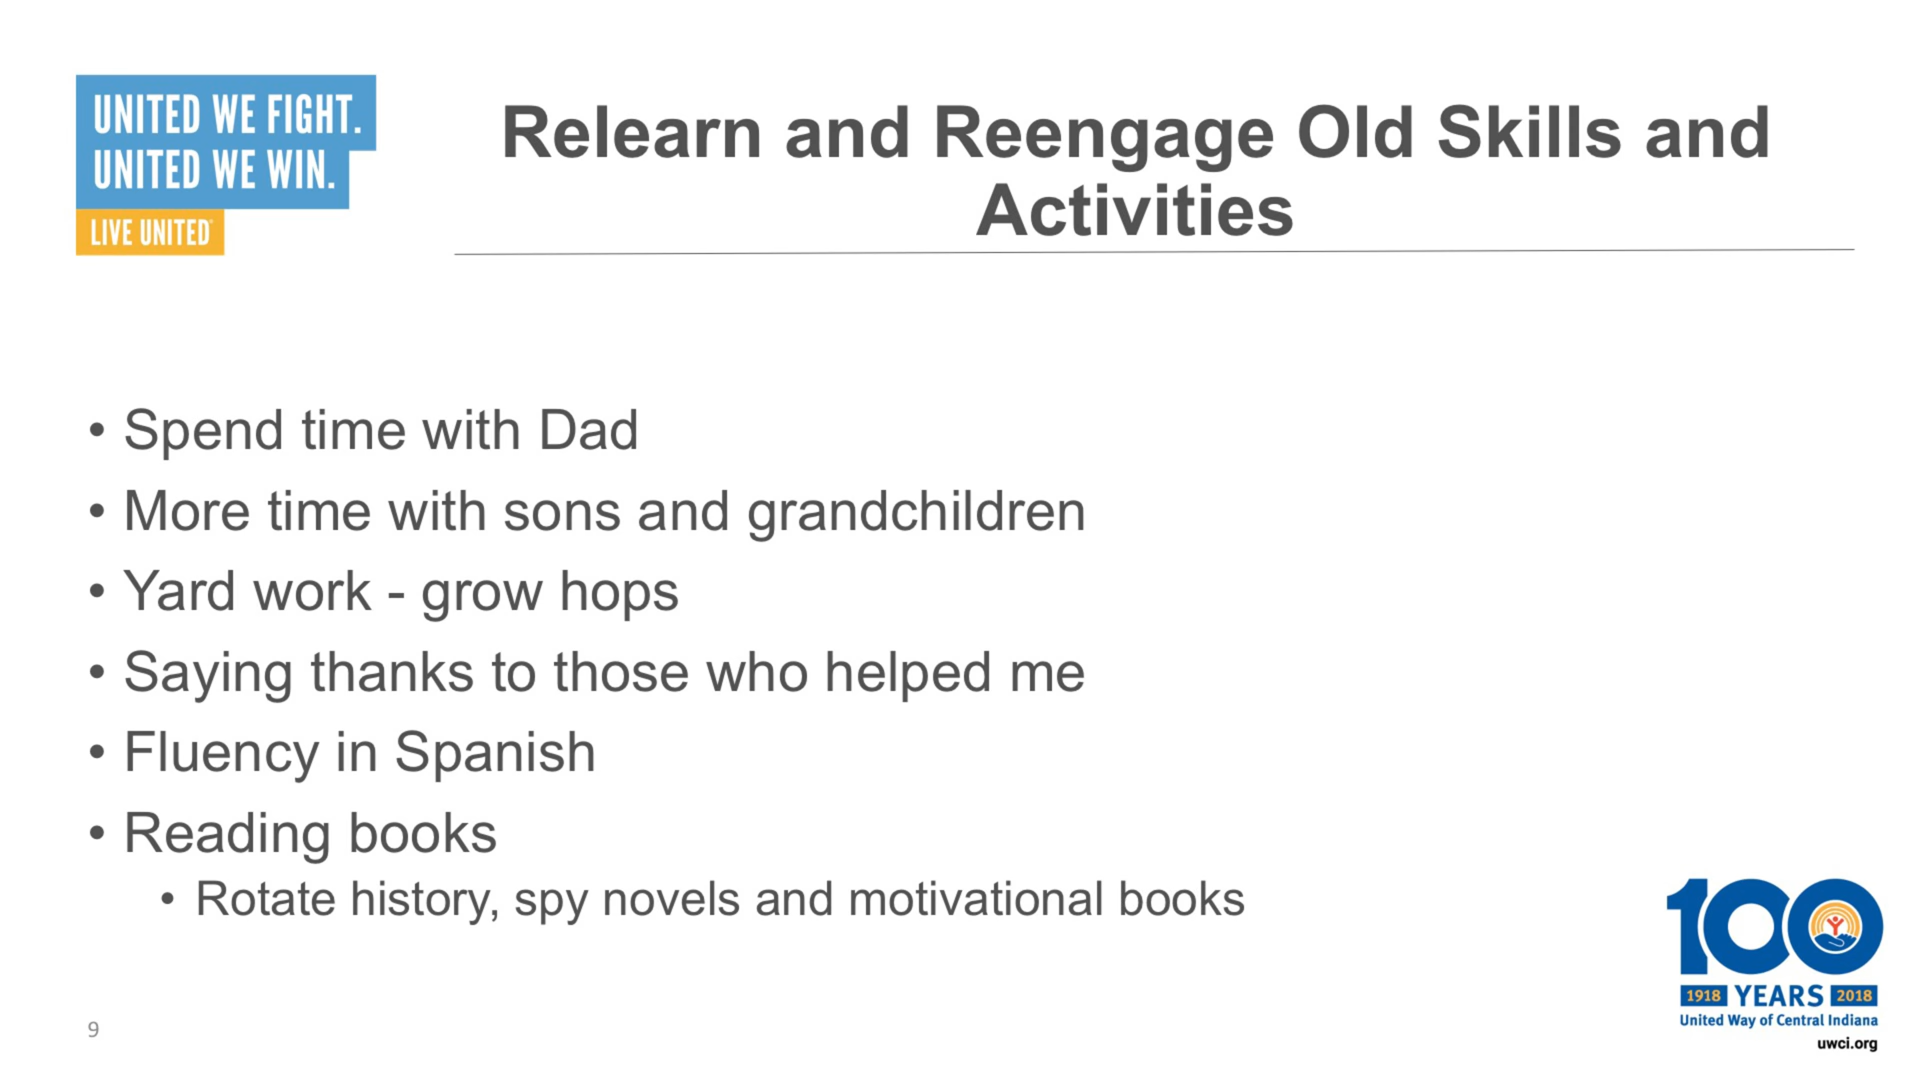 UNITED WE FIGHT.
UNITED WE WIN.
LIVE UNITED
Relearn and Reengage Old Skills and
Activities
• Spend time with Dad
• More time with sons and grandchildren
• Yard work - grow hops
• Saying thanks to those who helped me
• Fluency in Spanish
• Reading books
• Rotate history, spy novels and motivational books
100
1918 YEARS 2018
United Way of Central Indiana
uwci.org
9